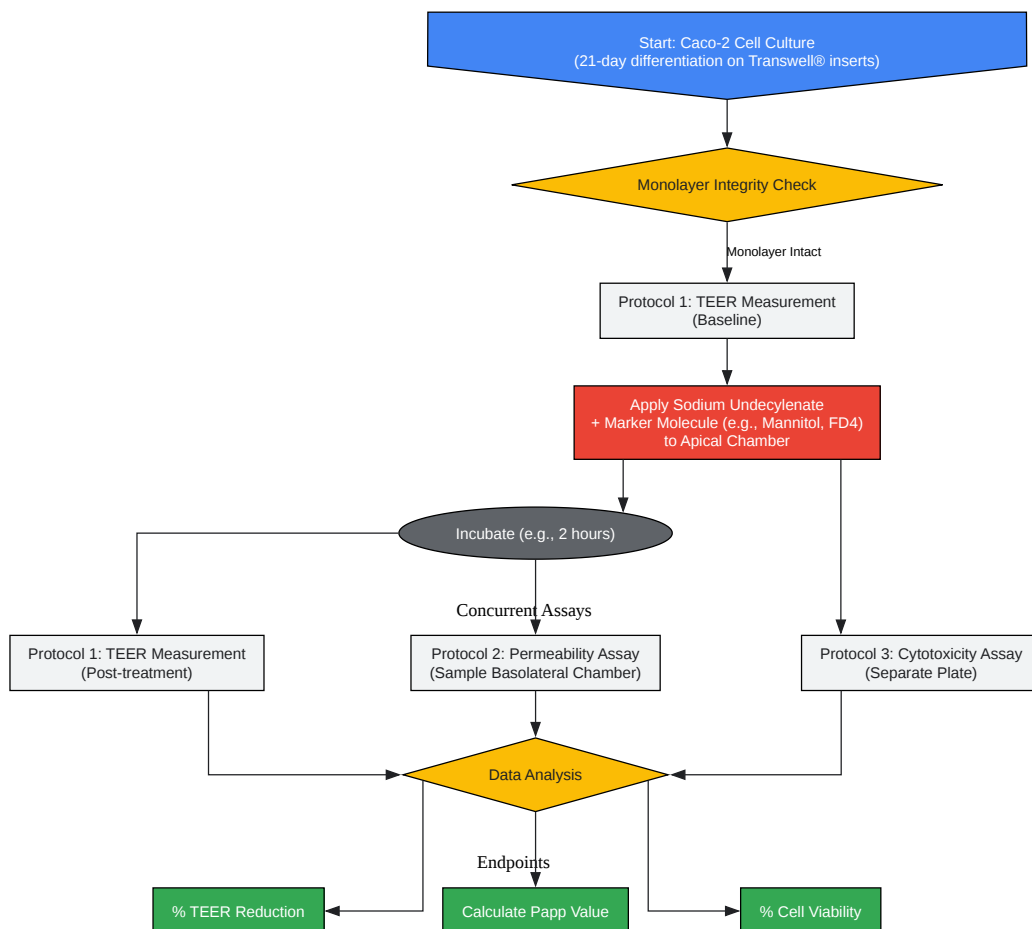 Start: Caco-2 Cell Culture
(21-day differentiation on Transwell® inserts)
Monolayer Integrity Check
Monolayer Intact
Protocol 1: TEER Measurement
(Baseline)
Apply Sodium Undecylenate
+ Marker Molecule (e.g., Mannitol, FD4)
to Apical Chamber
Incubate (e.g., 2 hours)
Concurrent Assays
Protocol 1: TEER Measurement
(Post-treatment)
Protocol 2: Permeability Assay
(Sample Basolateral Chamber)
Protocol 3: Cytotoxicity Assay
(Separate Plate)
Data Analysis
Endpoints
% TEER Reduction
Calculate Papp Value
% Cell Viability